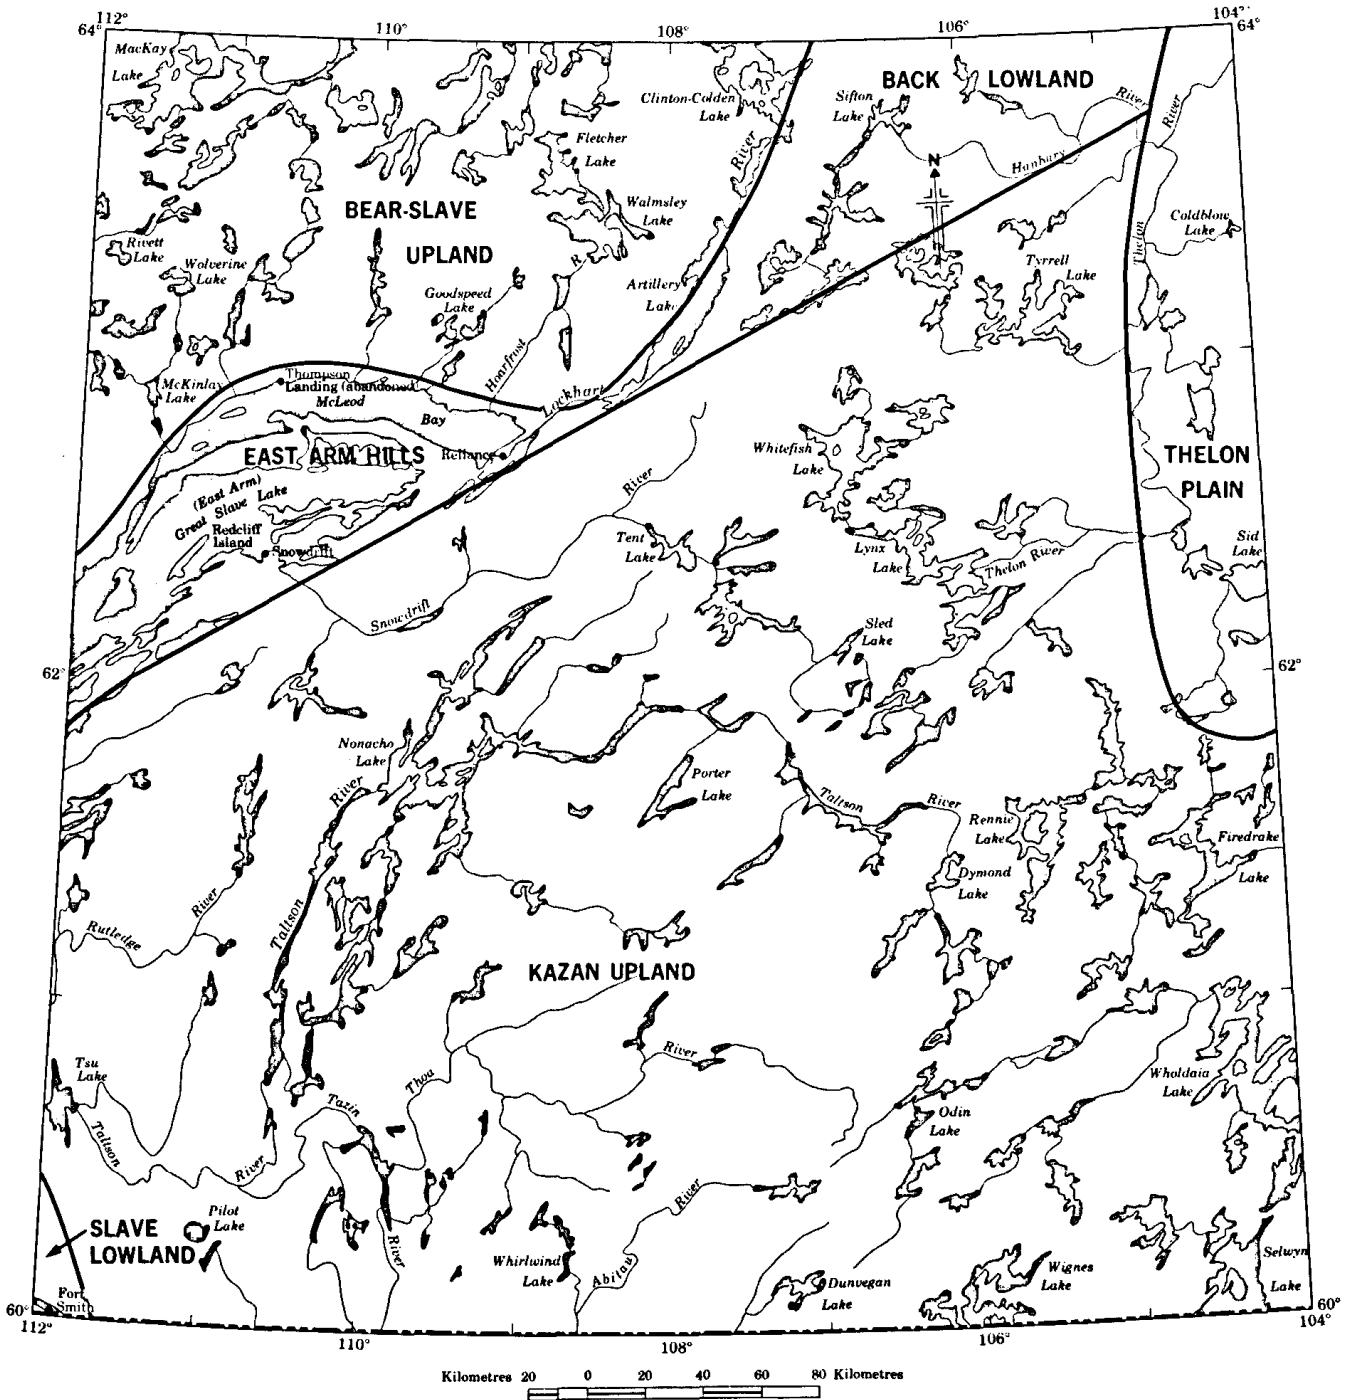 112°
64°
110°
108°
106°
104°
64°
MacKay
Lake
Clinton-Colden
Lake
BACK LOWLAND
Sifton
Lake
River
River
Hanbury
River
Fletcher
Lake
N
BEAR-SLAVE
UPLAND
Walmsley
Lake
Rivett
Lake
Wolverine
Lake
R
Artillery
Lake
Goodspeed
Lake
Coldblow
Lake
Thelon
Tyrrell
Lake
Hoarfrost
Thompson
Landing (abandoned)
McLeod
Bay
McKinlay
Lake
Lockhart
EAST ARM HILLS
Reliance
(East Arm)
Great Slave Lake
Redcliff
Island
Snowdrift
River
Whitefish
Lake
THELON
PLAIN
Tent
Lake
Lynx
Lake
Thelon River
Sid
Lake
Snowdrift
Sled
Lake
62°
62°
Nonacho
Lake
River
Porter
Lake
Taltson
River
Rennie
Lake
Firedrake
Lake
Dymond
Lake
River
Rutledge
Taltson
KAZAN UPLAND
Tsu
Lake
Thoa
River
Tazin
Wholdaia
Lake
Odin
Lake
Taltson
River
River
Pilot
Lake
SLAVE
LOWLAND
River
Whirlwind
Lake
Abitau
Dunvegan
Lake
Wignes
Lake
Selwyn
Lake
Fort
Smith
60°
112°
110°
108°
106°
60°
104°
Kilometres 20 0 20 40 60 80 Kilometres